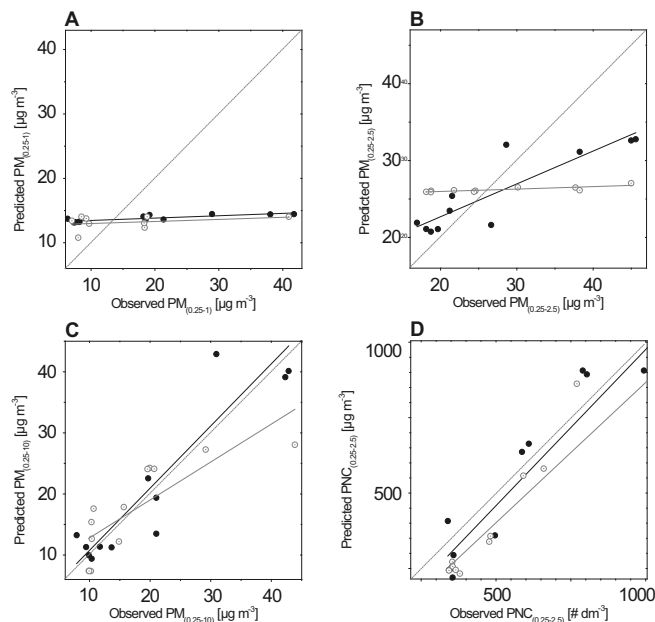 A
Predicted PM(0.25-1) [µg m-3]
40
30
20
10
10 20 30 40
Observed PM(0.25-1) [µg m-3]
B
Predicted PM(0.25-2.5) [µg m-3]
40 40
30 30
20 20
20 30 40
Observed PM(0.25-2.5) [µg m-3]
C
Predicted PM(0.25-10) [µg m-3]
40
30
20
10
10 20 30 40
Observed PM(0.25-10) [µg m-3]
D
Predicted PNC(0.25-2.5) [µg m-3]
1000
500
500 1000
Observed PNC(0.25-2.5) [# dm-3]